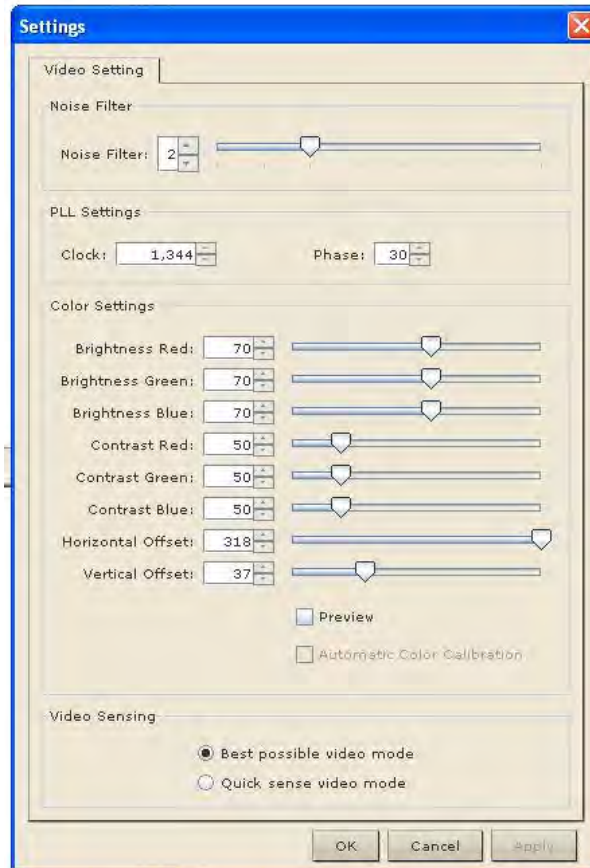 Settings
Video Setting
Noise Filter
Noise Filter: 2
PLL Settings
Clock: 1,344 Phase: 30
Color Settings
Brightness Red: 70
Brightness Green: 70
Brightness Blue: 70
Contrast Red: 50
Contrast Green: 50
Contrast Blue: 50
Horizontal Offset: 318
Vertical Offset: 37
Preview
Automatic Color Calibration
Video Sensing
Best possible video mode
Quick sense video mode
OK Cancel Apply